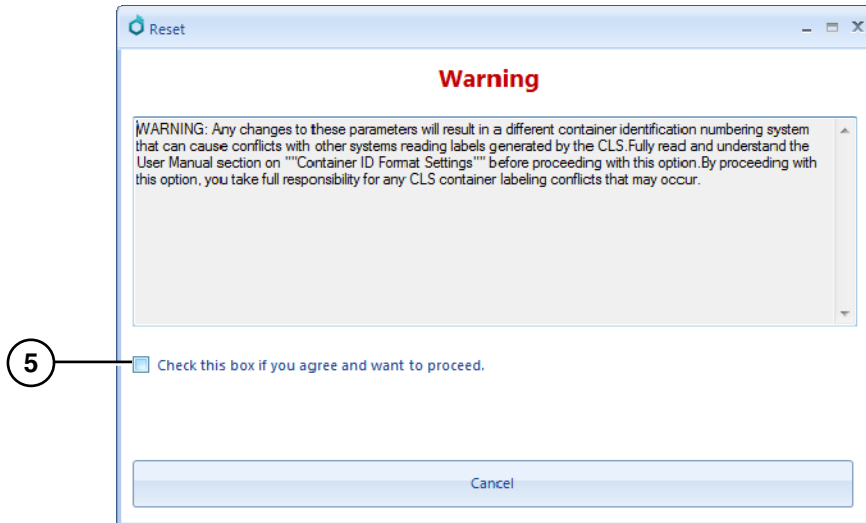 Reset
Warning
WARNING: Any changes to these parameters will result in a different container identification numbering system
that can cause conflicts with other systems reading labels generated by the CLS.Fully read and understand the
User Manual section on ""Container ID Format Settings"" before proceeding with this option.By proceeding with
this option, you take full responsibility for any CLS container labeling conflicts that may occur.
5
Check this box if you agree and want to proceed.
Cancel